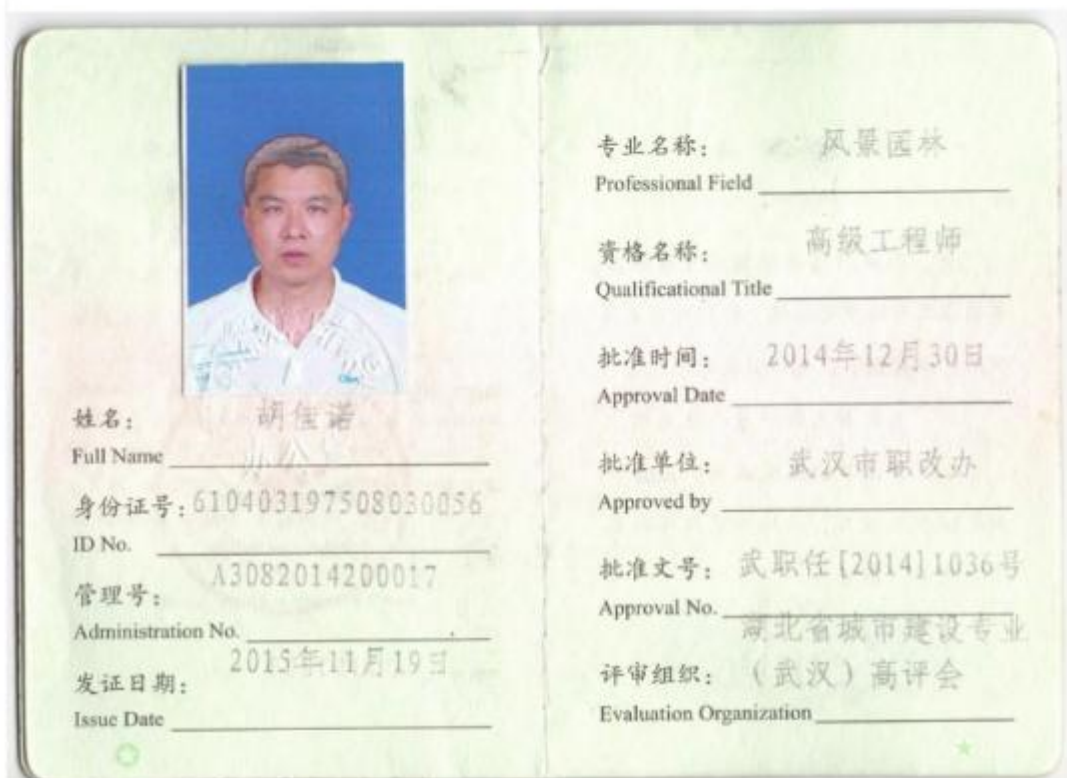 姓名： 胡佳诺
Full Name
身份证号：610403197508030056
ID No.
管理号： A3082014200017
Administration No.
发证日期： 2015年11月19日
Issue Date
专业名称： 风景园林
Professional Field
资格名称： 高级工程师
Qualificational Title
批准时间： 2014年12月30日
Approval Date
批准单位： 武汉市职改办
Approved by
批准文号： 武职任[2014]1036号
Approval No.
湖北省城市建设专业
评审组织：（武汉）高评会
Evaluation Organization